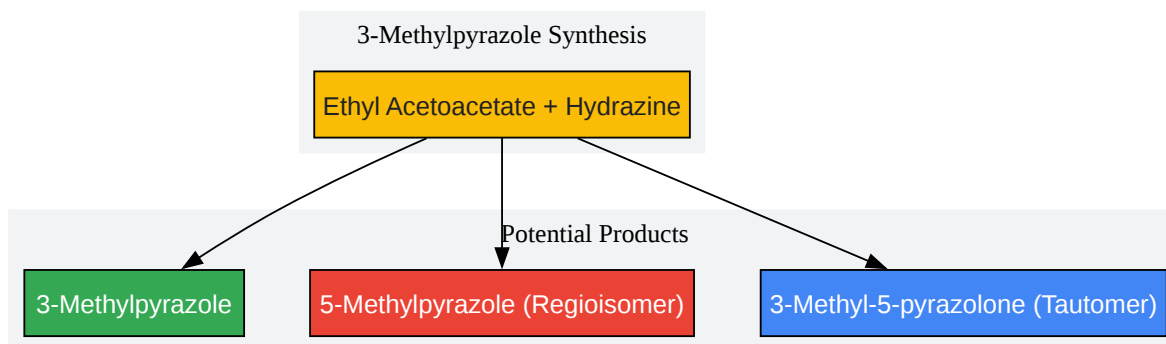 3-Methylpyrazole Synthesis
Ethyl Acetoacetate + Hydrazine
Potential Products
3-Methylpyrazole
5-Methylpyrazole (Regioisomer)
3-Methyl-5-pyrazolone (Tautomer)